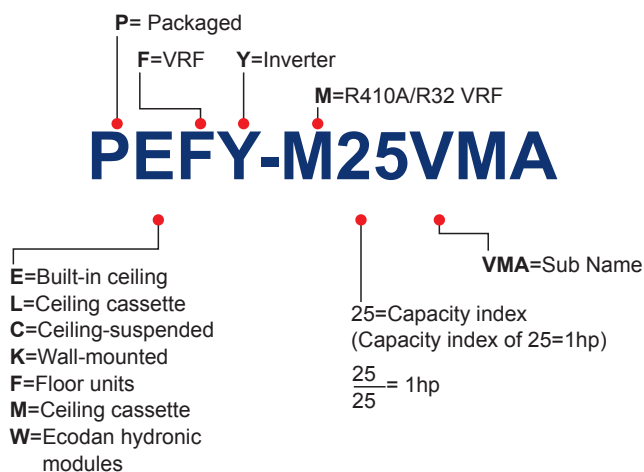 P= Packaged
F=VRF Y=Inverter
M=R410A/R32 VRF
PEFY-M25VMA
E=Built-in ceiling
L=Ceiling cassette
C=Ceiling-suspended
K=Wall-mounted
F=Floor units
M=Ceiling cassette
W=Ecodan hydronic
modules
25=Capacity index
(Capacity index of 25=1hp)
25
25
= 1hp
VMA=Sub Name